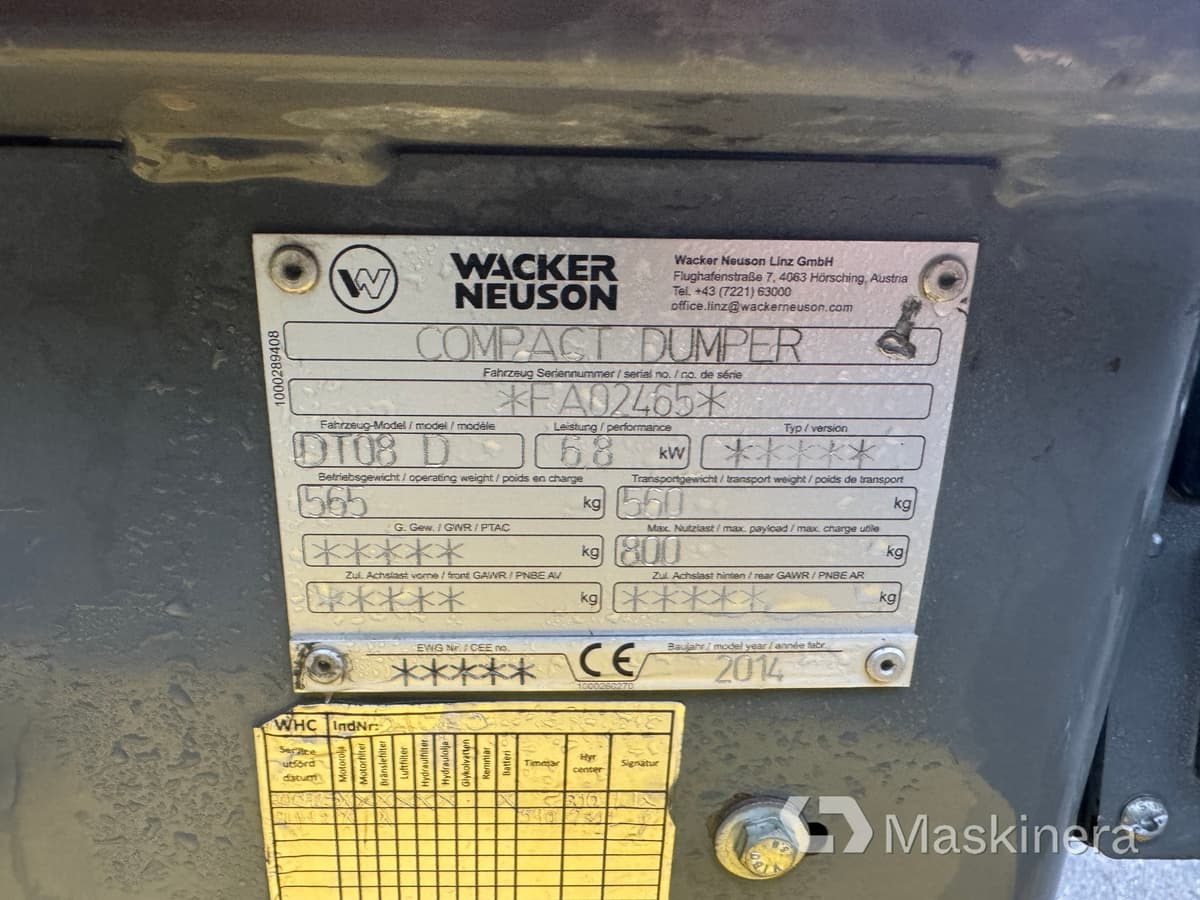 WACKER
NEUSON
Wacker Neuson Linz GmbH
Flughafenstraße 7, 4063 Hörsching, Austria
Tel. +43 (7221) 63000
office.linz@wackerneuson.com
1000289408
COMPACT DUMPER
Fahrzeug Seriennummer / serial no. / no. de série
*FA02465*
Fahrzeug-Model / model / modéle Leistung / performance Typ / version
DT08 D 6,8 kW *****
Betriebsgewicht / operating weight / poids en charge Transportgewicht / transport weight / poids de transport
565 kg 560 kg
G. Gew. / GWR / PTAC Max. Nutzlast / max. payload / max. charge utile
***** kg 800 kg
Zul. Achslast vorne / front GAWR / PNBE AV Zul. Achslast hinten / rear GAWR / PNBE AR
***** kg ***** kg
EWG Nr. / CEE no. CE Baujahr / model year / année fabr.
***** 2014
1000260270
WHC IndNr:
Service utförd datum Motorolja Motorfilter Bränslefilter Luftfilter Hydraulfilter Hydraulolja Glykolvatten Remmar Batteri Timmar Hyr center Signatur
Maskinera